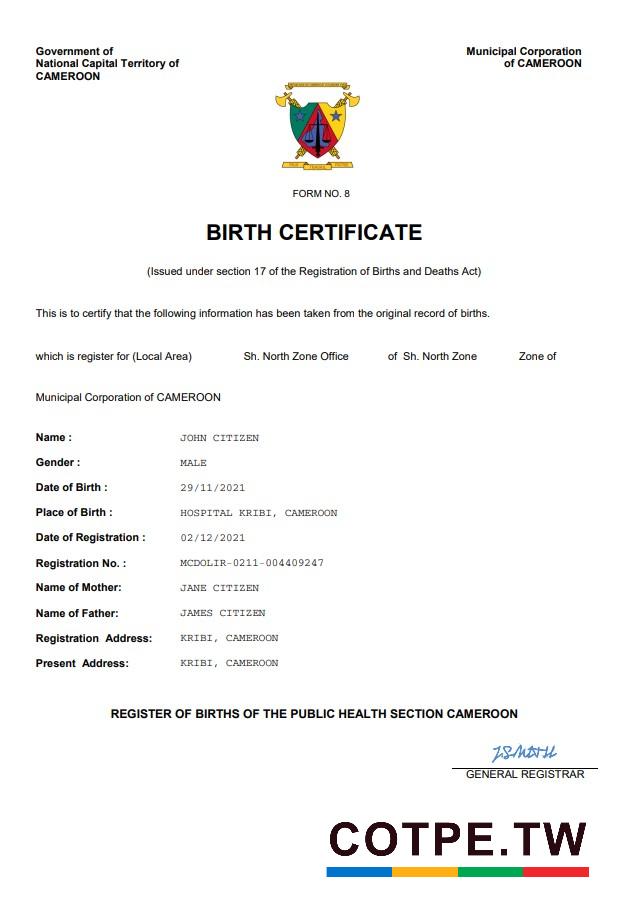 Government of
National Capital Territory of
CAMEROON
Municipal Corporation
of CAMEROON
FORM NO. 8
BIRTH CERTIFICATE
(Issued under section 17 of the Registration of Births and Deaths Act)
This is to certify that the following information has been taken from the original record of births.
which is register for (Local Area) Sh. North Zone Office of Sh. North Zone Zone of
Municipal Corporation of CAMEROON
Name : JOHN CITIZEN
Gender : MALE
Date of Birth : 29/11/2021
Place of Birth : HOSPITAL KRIBI, CAMEROON
Date of Registration : 02/12/2021
Registration No. : MCDOLIR-0211-004409247
Name of Mother: JANE CITIZEN
Name of Father: JAMES CITIZEN
Registration Address: KRIBI, CAMEROON
Present Address: KRIBI, CAMEROON
REGISTER OF BIRTHS OF THE PUBLIC HEALTH SECTION CAMEROON
GENERAL REGISTRAR
COTPE.TW